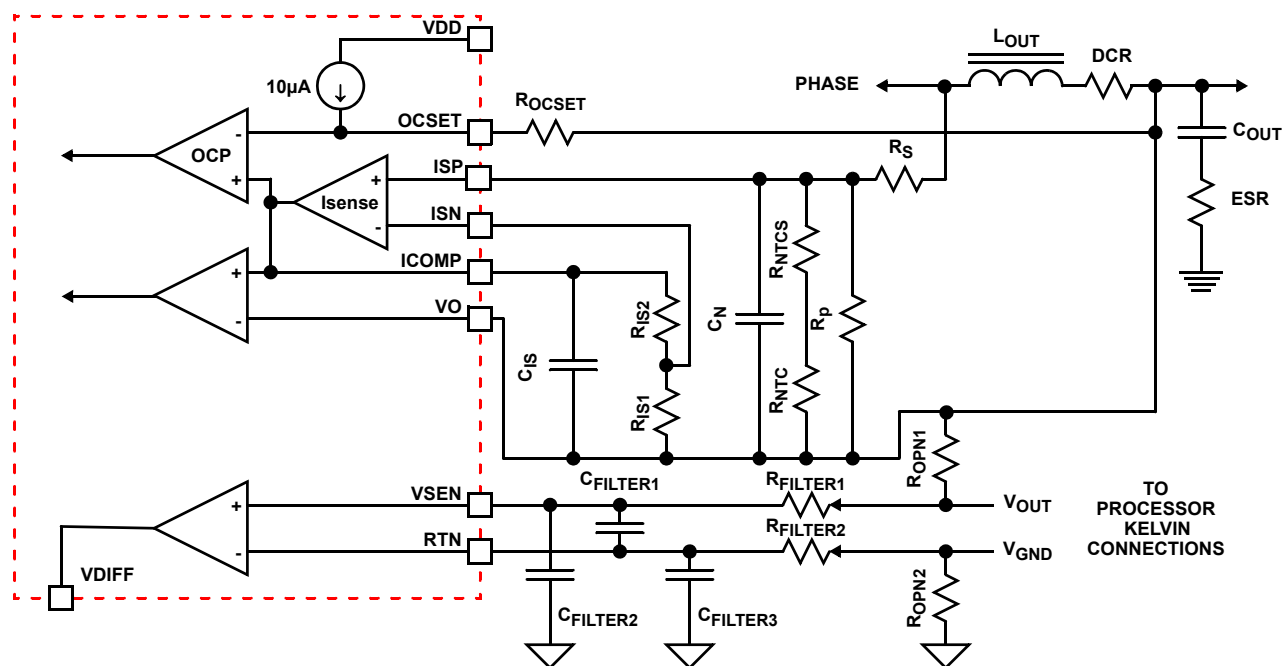 VDD
10µA
OCSET
ROCSET
PHASE
LOUT
DCR
COUT
ESR
OCP
-
+
ISP
RS
Isense
+
-
ISN
ICOMP
+
-
VO
CIS
RIS2
RIS1
CN
RNTCS
RNTC
Rp
ROPN1
VSEN
CFILTER1
RFILTER1
VOUT
TO
PROCESSOR
KELVIN
CONNECTIONS
+
-
RTN
RFILTER2
VGND
VDIFF
CFILTER2
CFILTER3
ROPN2